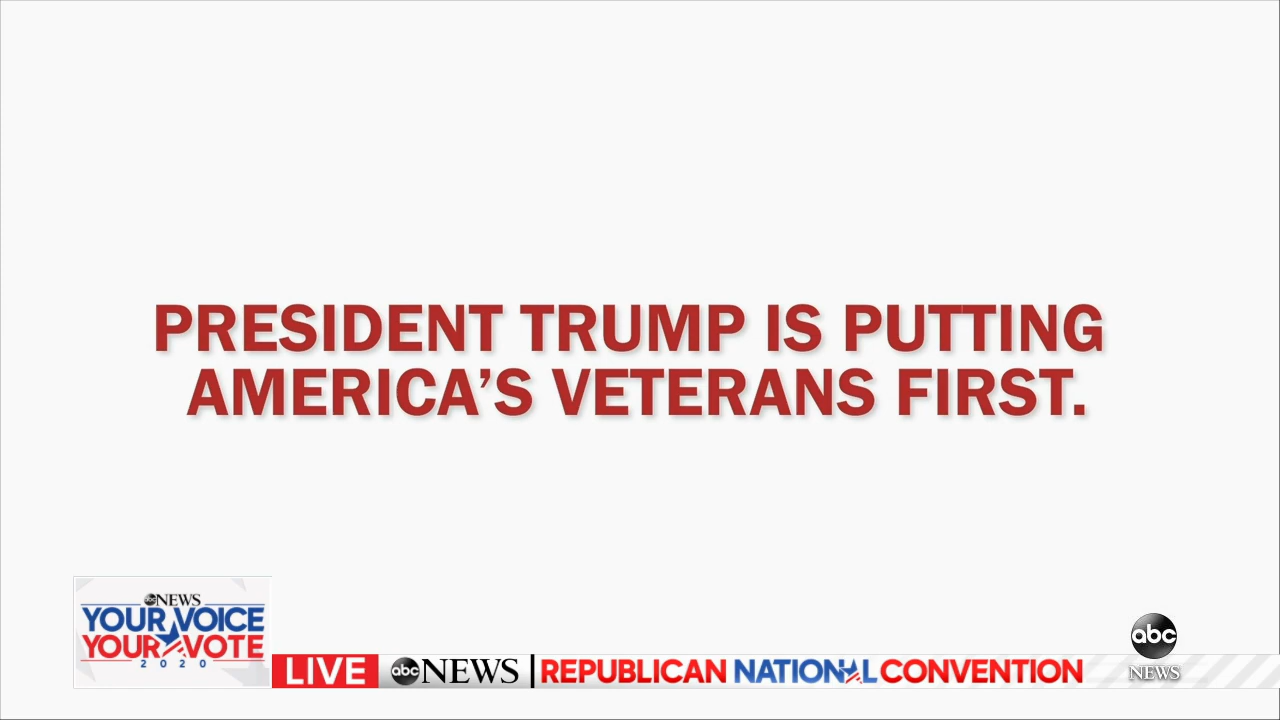 PRESIDENT TRUMP IS PUTTING
AMERICA’S VETERANS FIRST.
abc NEWS
YOUR VOICE
YOUR VOTE
2020
LIVE abc NEWS REPUBLICAN NATIONAL CONVENTION
abc
NEWS